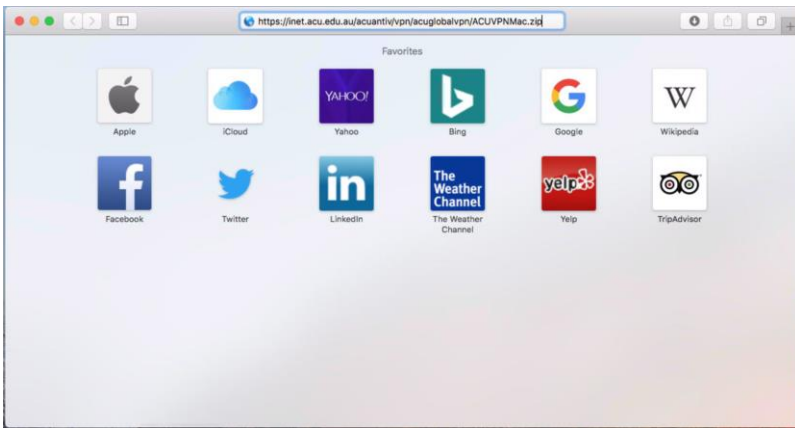 https://inet.acu.edu.au/acuantiv/vpn/acuglobalvpn/ACUVPNMac.zip
Favorites
YAHOO!
G
W
Apple
iCloud
Yahoo
Bing
Google
Wikipedia
f
in
The
Weather
Channel
yelp
Facebook
Twitter
LinkedIn
The Weather
Channel
Yelp
TripAdvisor